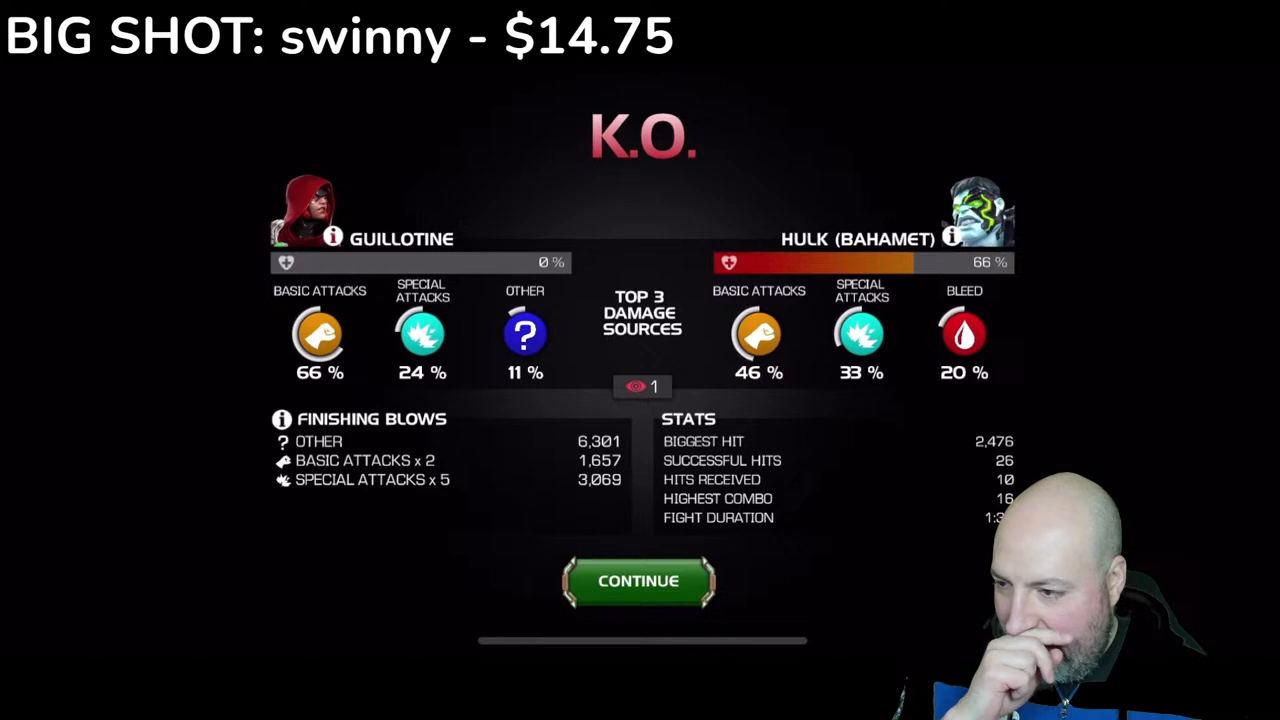 BIG SHOT: swinny - $14.75
K.O.
GUILLOTINE
HULK (BAHAMET)
0 %
66 %
BASIC ATTACKS
SPECIAL ATTACKS
OTHER
66 %
24 %
11 %
TOP 3
DAMAGE
SOURCES
BASIC ATTACKS
SPECIAL ATTACKS
BLEED
46 %
33 %
20 %
1
FINISHING BLOWS
? OTHER 6,301
BASIC ATTACKS x 2 1,657
SPECIAL ATTACKS x 5 3,069
STATS
BIGGEST HIT 2,476
SUCCESSFUL HITS 26
HITS RECEIVED 10
HIGHEST COMBO 16
FIGHT DURATION
CONTINUE